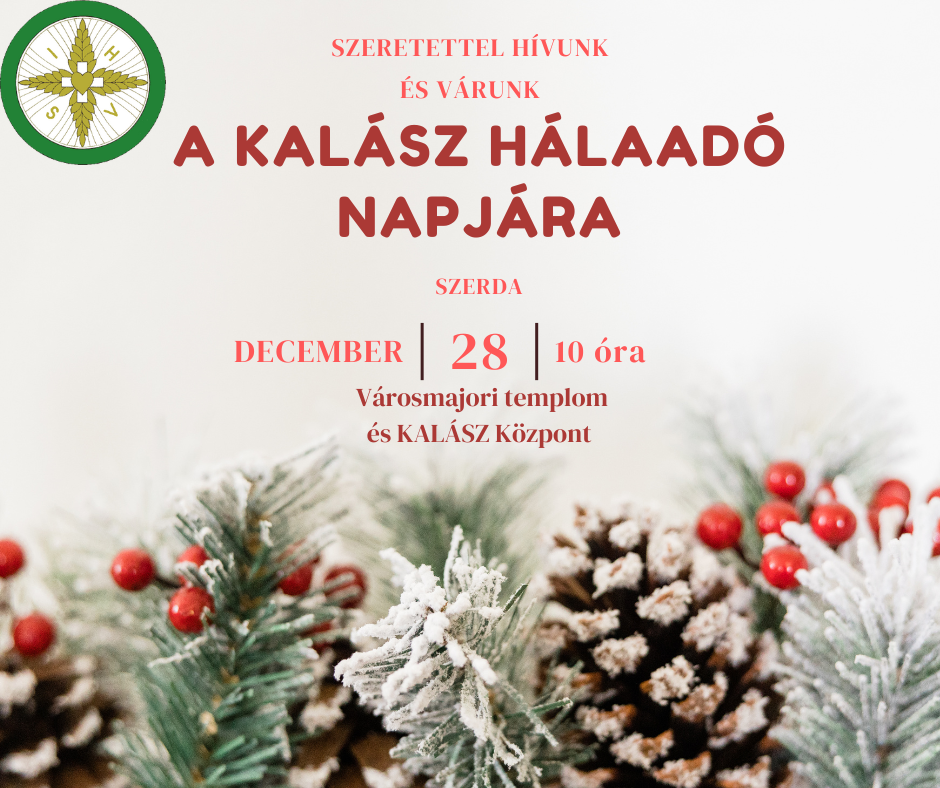 I H
S V
SZERETETTEL HÍVUNK
ÉS VÁRUNK
A KALÁSZ HÁLAADÓ
NAPJÁRA
SZERDA
DECEMBER | 28 | 10 óra
Városmajori templom
és KALÁSZ Központ